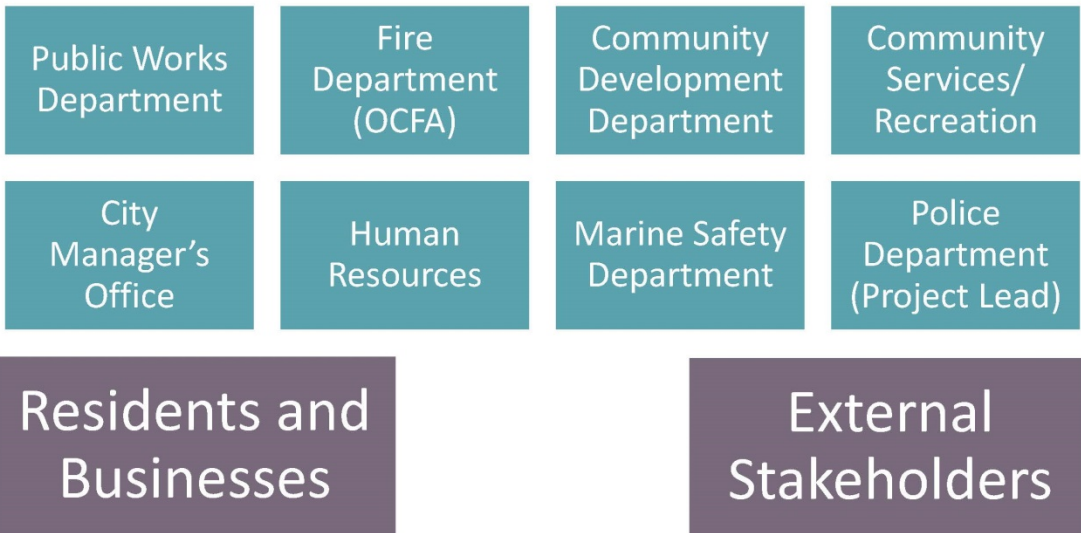 Public Works
Department
Fire
Department
(OCFA)
Community
Development
Department
Community
Services/
Recreation
City
Manager’s
Office
Human
Resources
Marine Safety
Department
Police
Department
(Project Lead)
Residents and
Businesses
External
Stakeholders